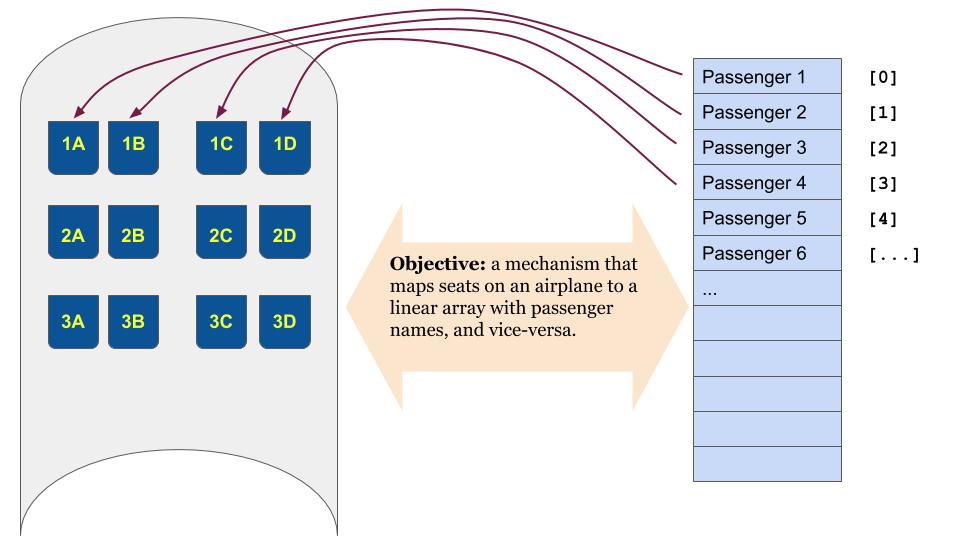 1A 1B 1C 1D
2A 2B 2C 2D
3A 3B 3C 3D
Objective: a mechanism that
maps seats on an airplane to a
linear array with passenger
names, and vice-versa.
Passenger 1 [0]
Passenger 2 [1]
Passenger 3 [2]
Passenger 4 [3]
Passenger 5 [4]
Passenger 6 [...]
...